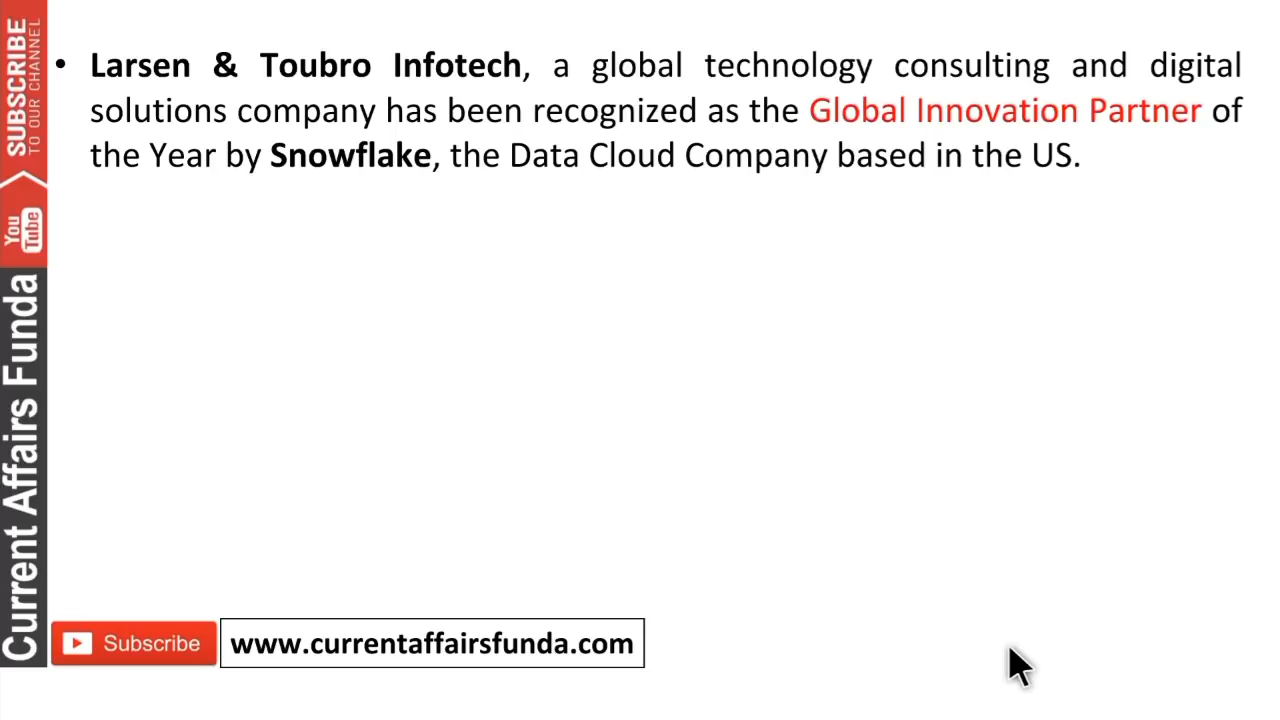 • Larsen & Toubro Infotech, a global technology consulting and digital
solutions company has been recognized as the Global Innovation Partner of
the Year by Snowflake, the Data Cloud Company based in the US.
SUBSCRIBE
TO OUR CHANNEL
You
Tube
Current Affairs Funda
Subscribe
www.currentaffairsfunda.com